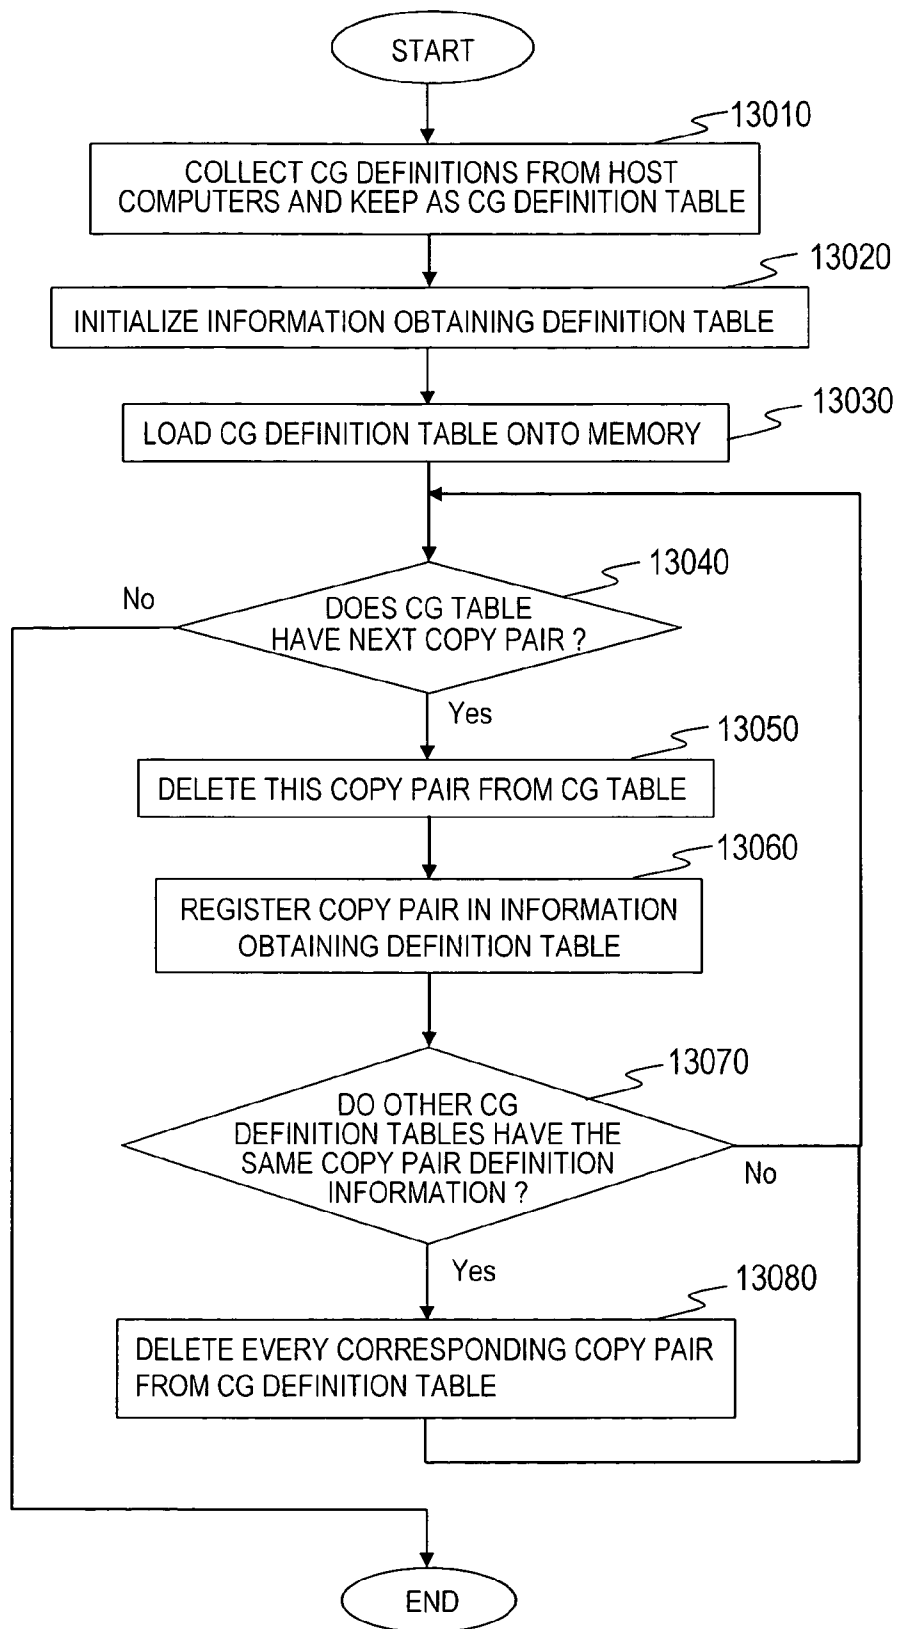 START
13010
COLLECT CG DEFINITIONS FROM HOST
COMPUTERS AND KEEP AS CG DEFINITION TABLE
13020
INITIALIZE INFORMATION OBTAINING DEFINITION TABLE
13030
LOAD CG DEFINITION TABLE ONTO MEMORY
13040
No
DOES CG TABLE
HAVE NEXT COPY PAIR ?
Yes
13050
DELETE THIS COPY PAIR FROM CG TABLE
13060
REGISTER COPY PAIR IN INFORMATION
OBTAINING DEFINITION TABLE
13070
DO OTHER CG
DEFINITION TABLES HAVE THE
SAME COPY PAIR DEFINITION
INFORMATION ?
No
Yes
13080
DELETE EVERY CORRESPONDING COPY PAIR
FROM CG DEFINITION TABLE
END